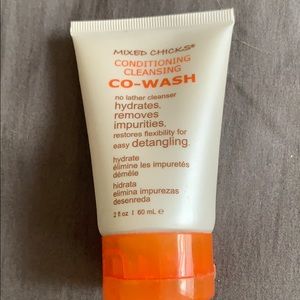 MIXED CHICKS®
CONDITIONING
CLEANSING
CO-WASH
no lather cleanser
hydrates.
removes
impurities.
restores flexibility for
easy detangling.
hydrate
élimine les impuretés
démêle
hidrata
elimina impurezas
desenreda
2 fl oz I 60 mL e